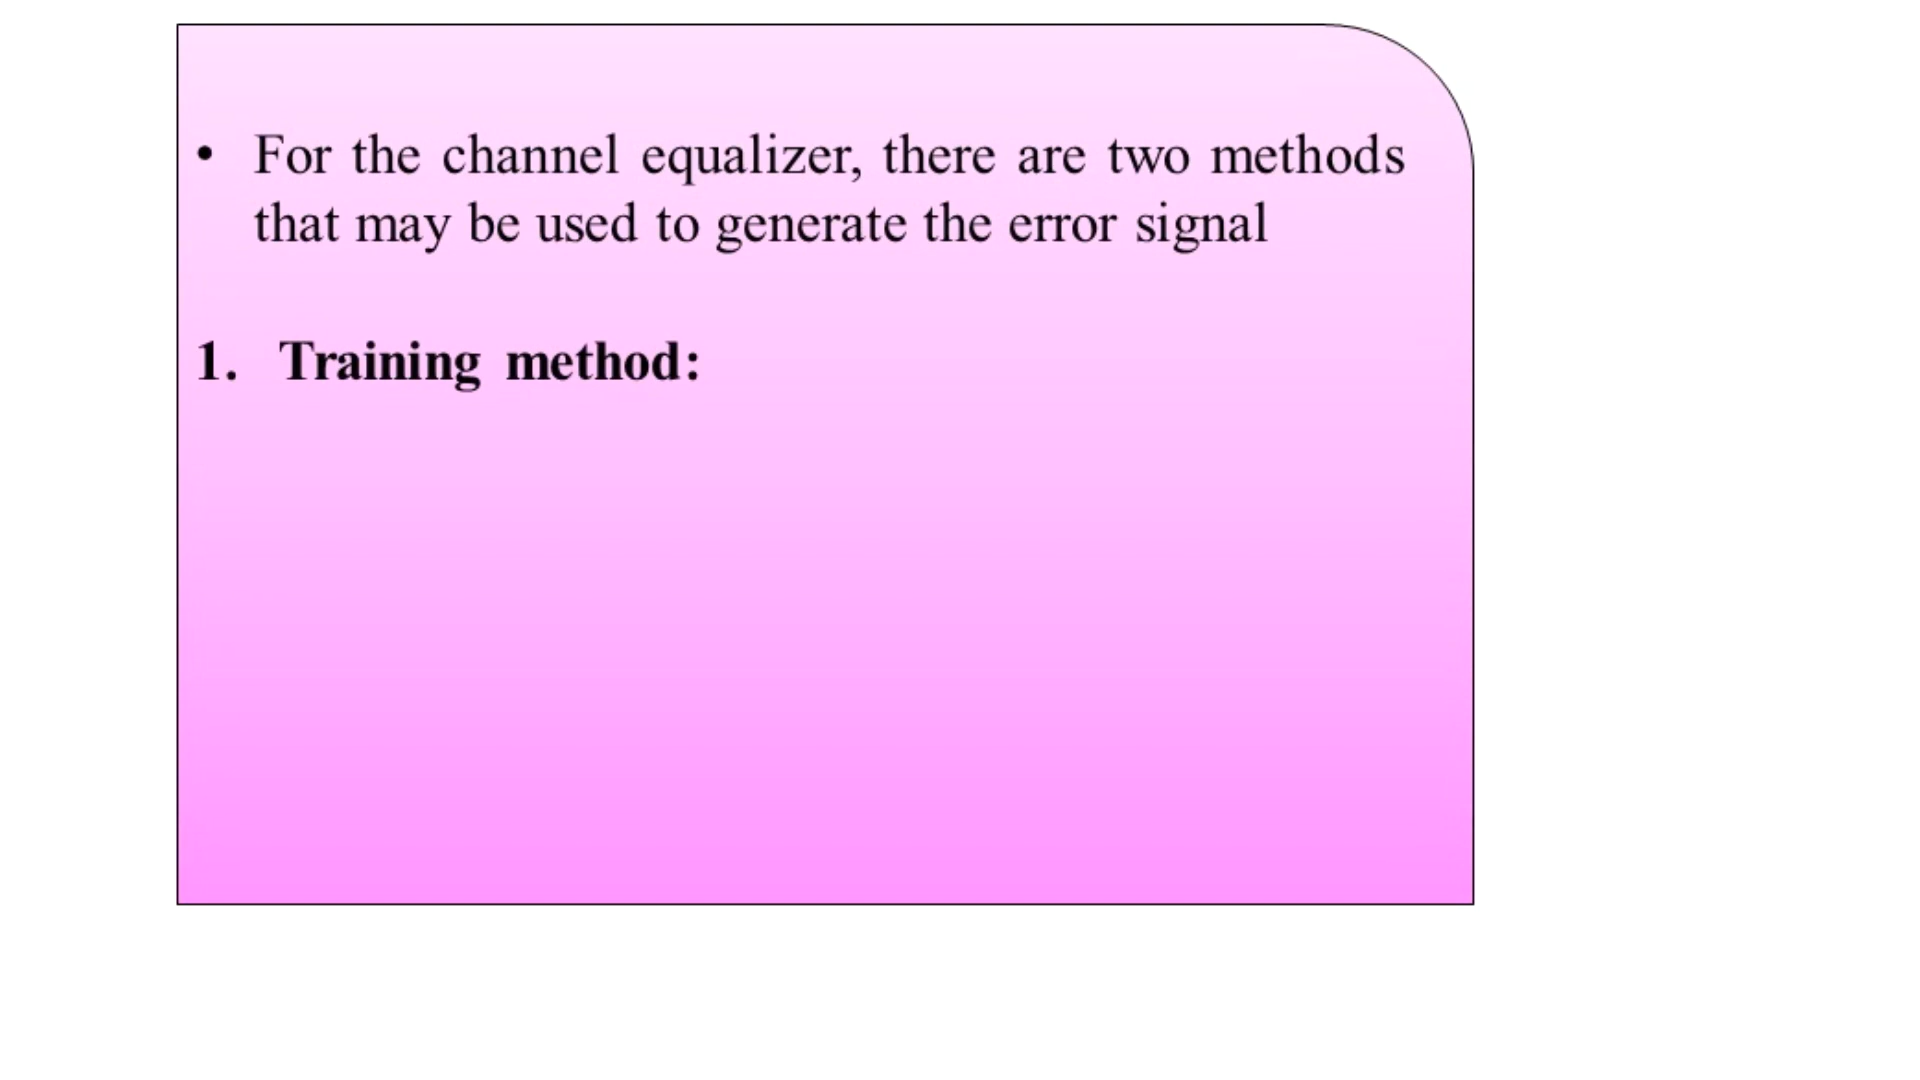 • For the channel equalizer, there are two methods
that may be used to generate the error signal
1. Training method: